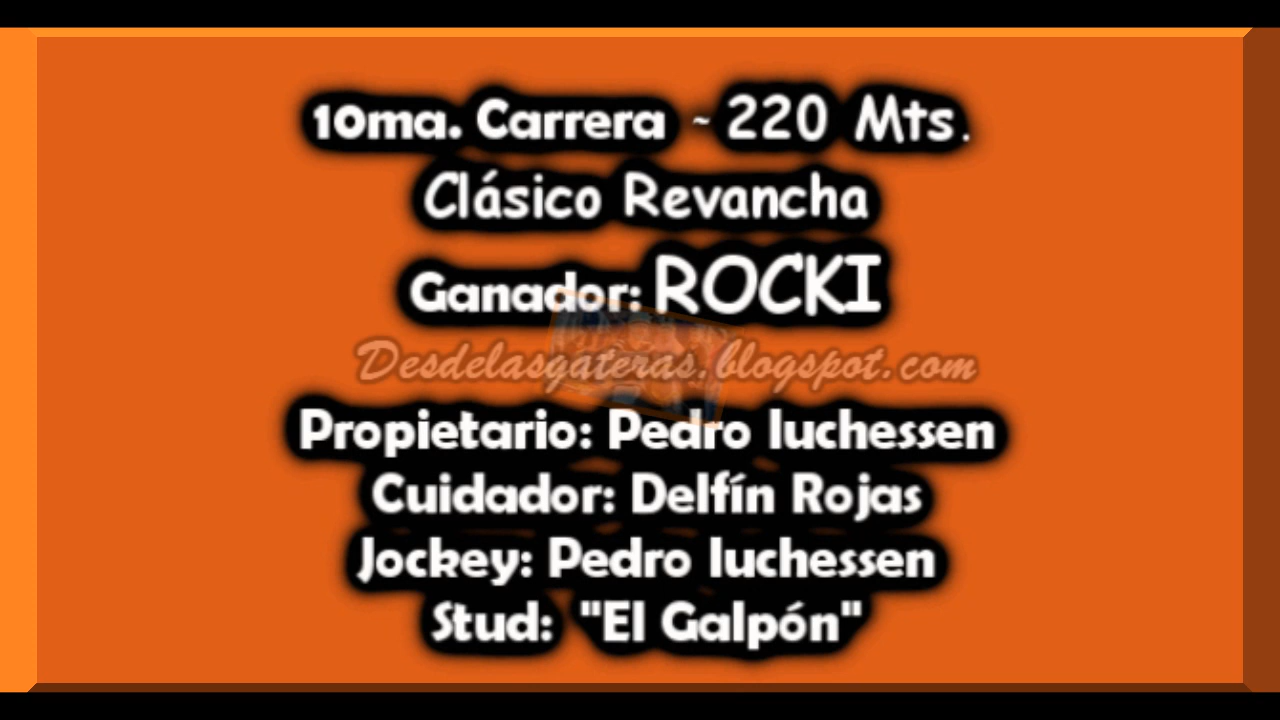 10ma. Carrera ~ 220 Mts.
Clásico Revancha
Ganador: ROCKI
Desdelasgateras.blogspot.com
Propietario: Pedro luchessen
Cuidador: Delfín Rojas
Jockey: Pedro luchessen
Stud: "El Galpón"